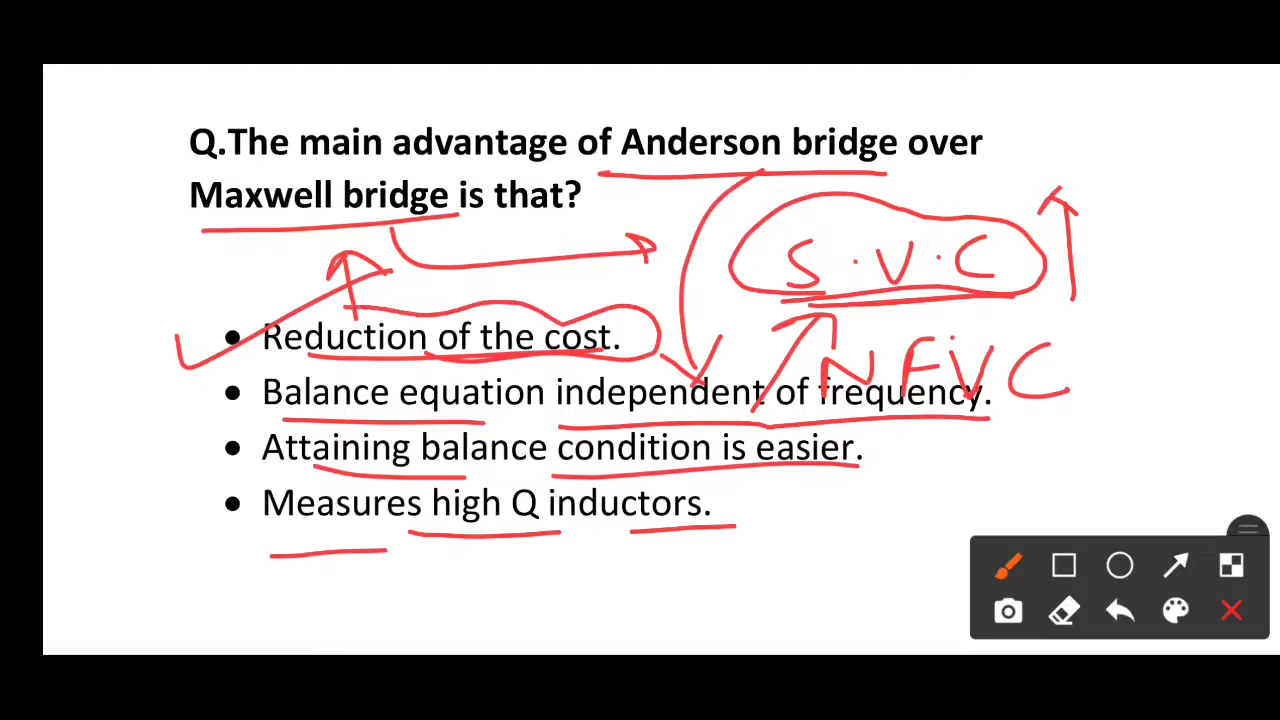 Q.The main advantage of Anderson bridge over
Maxwell bridge is that?
S.V.C
• Reduction of the cost.
N F V C
• Balance equation independent of frequency.
• Attaining balance condition is easier.
• Measures high Q inductors.